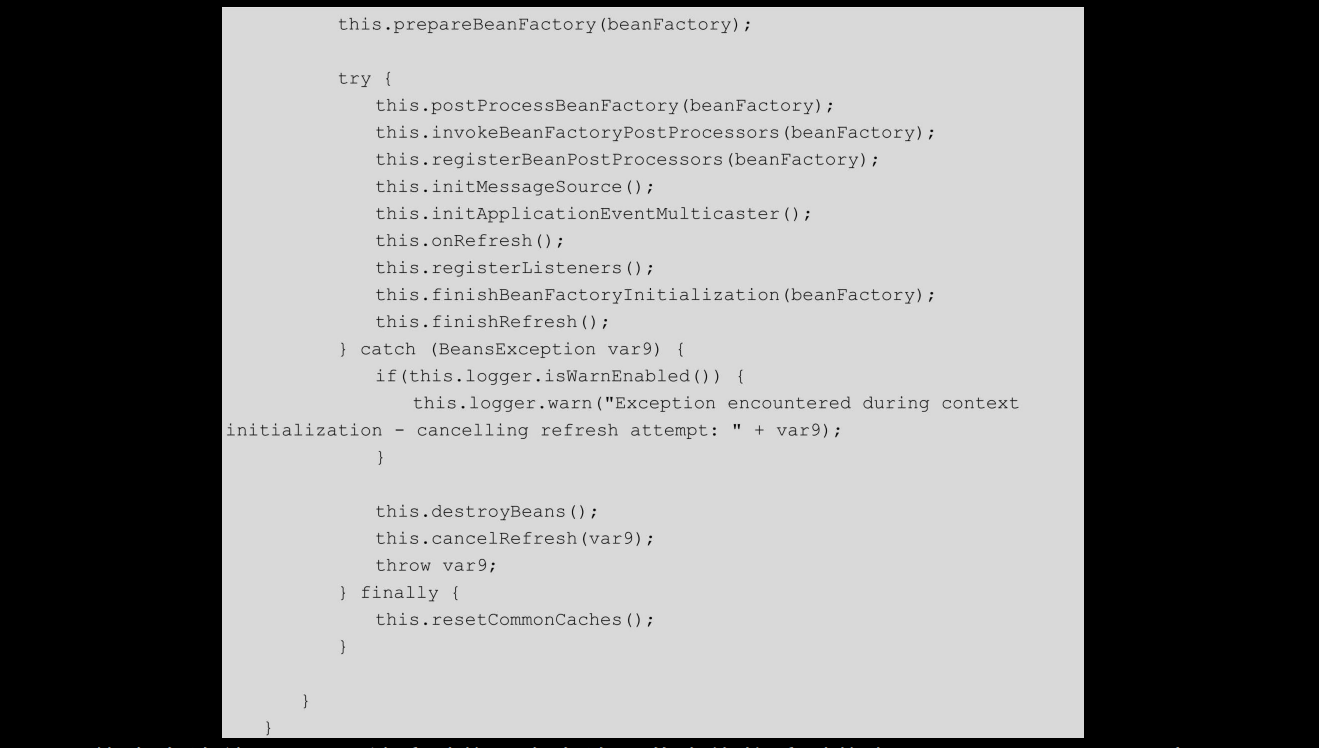 this.prepareBeanFactory(beanFactory);
try {
this.postProcessBeanFactory(beanFactory);
this.invokeBeanFactoryPostProcessors(beanFactory);
this.registerBeanPostProcessors(beanFactory);
this.initMessageSource();
this.initApplicationEventMulticaster();
this.onRefresh();
this.registerListeners();
this.finishBeanFactoryInitialization(beanFactory);
this.finishRefresh();
} catch (BeansException var9) {
if(this.logger.isWarnEnabled()) {
this.logger.warn("Exception encountered during context
initialization - cancelling refresh attempt: " + var9);
}
this.destroyBeans();
this.cancelRefresh(var9);
throw var9;
} finally {
this.resetCommonCaches();
}
}
}